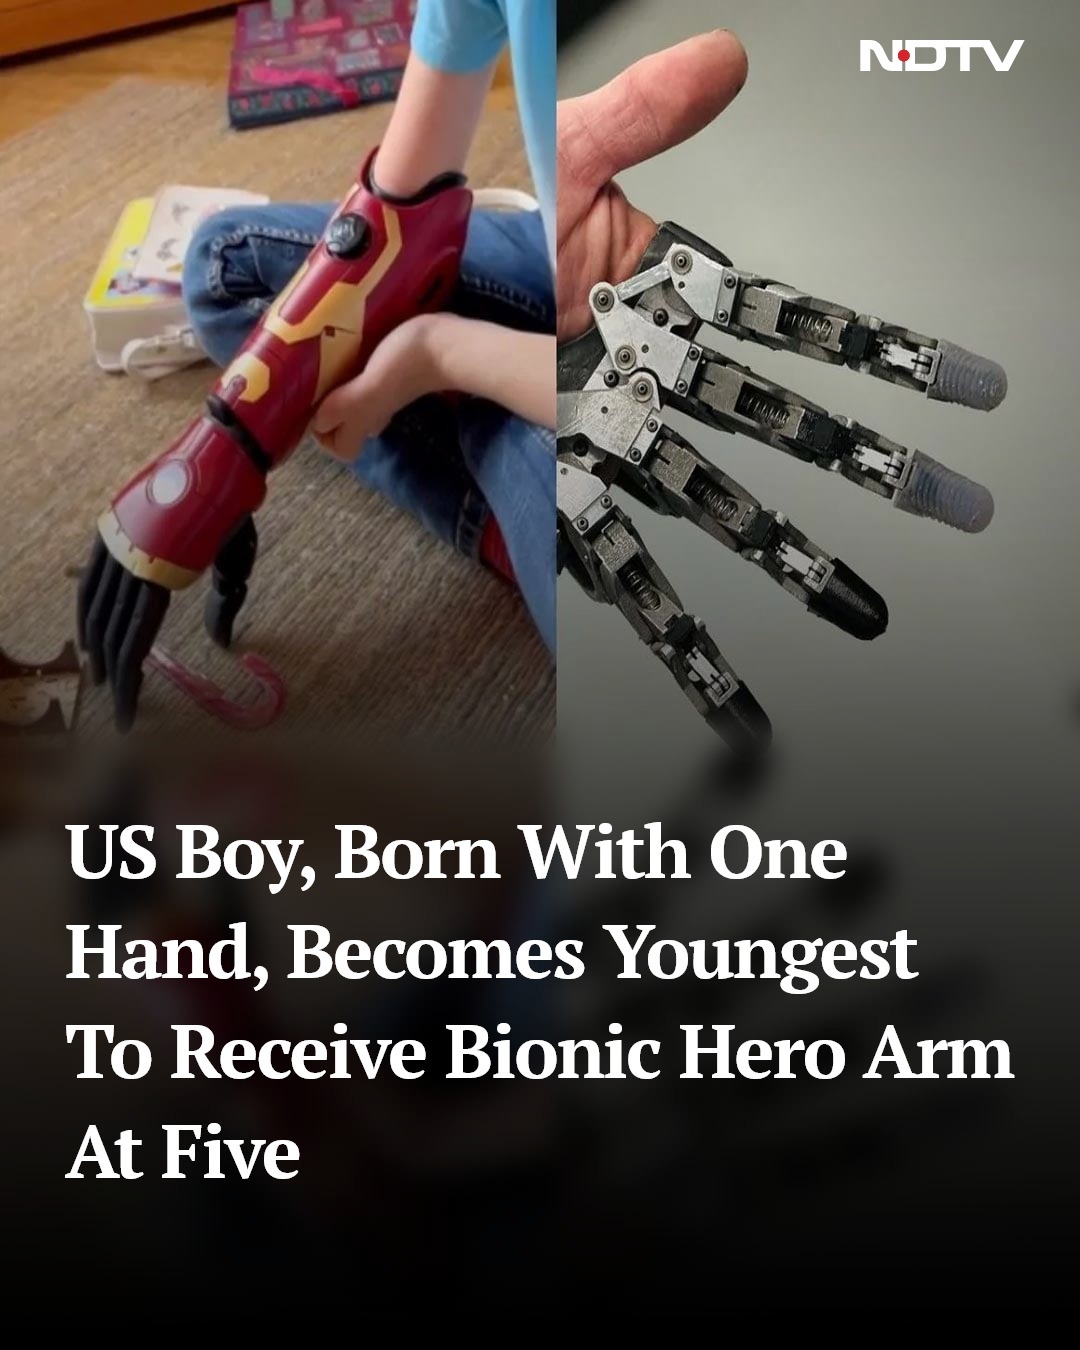 NDTV
US Boy, Born With One
Hand, Becomes Youngest
To Receive Bionic Hero Arm
At Five